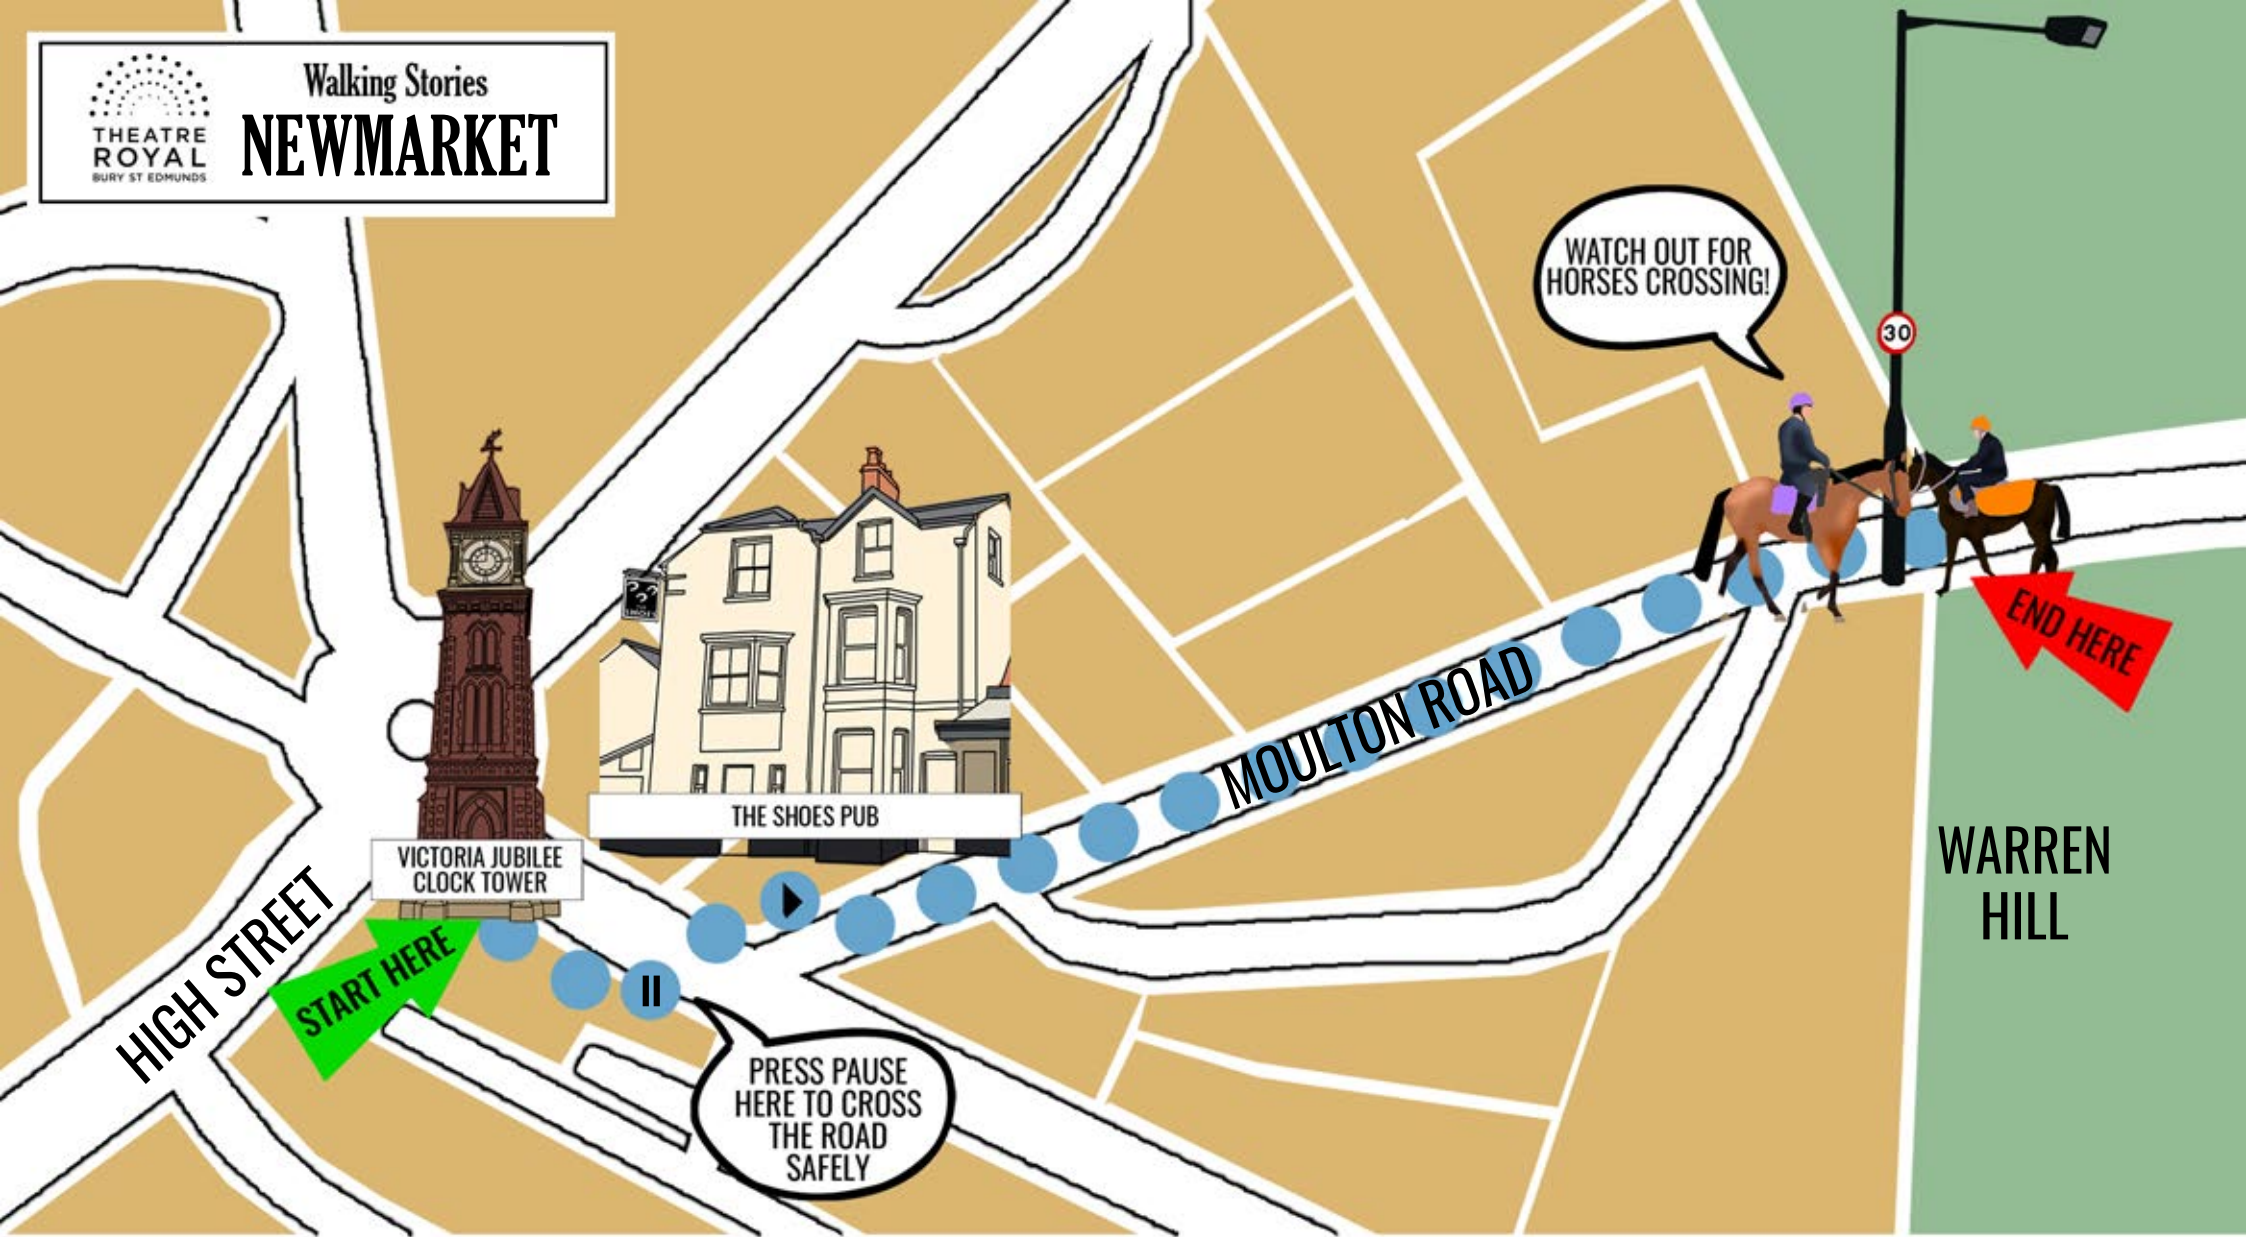 THEATRE
ROYAL
BURY ST EDMUNDS
Walking Stories
NEWMARKET
WATCH OUT FOR
HORSES CROSSING!
30
SHOES
THE SHOES PUB
MOULTON ROAD
END HERE
VICTORIA JUBILEE
CLOCK TOWER
HIGH STREET
START HERE
WARREN
HILL
PRESS PAUSE
HERE TO CROSS
THE ROAD
SAFELY